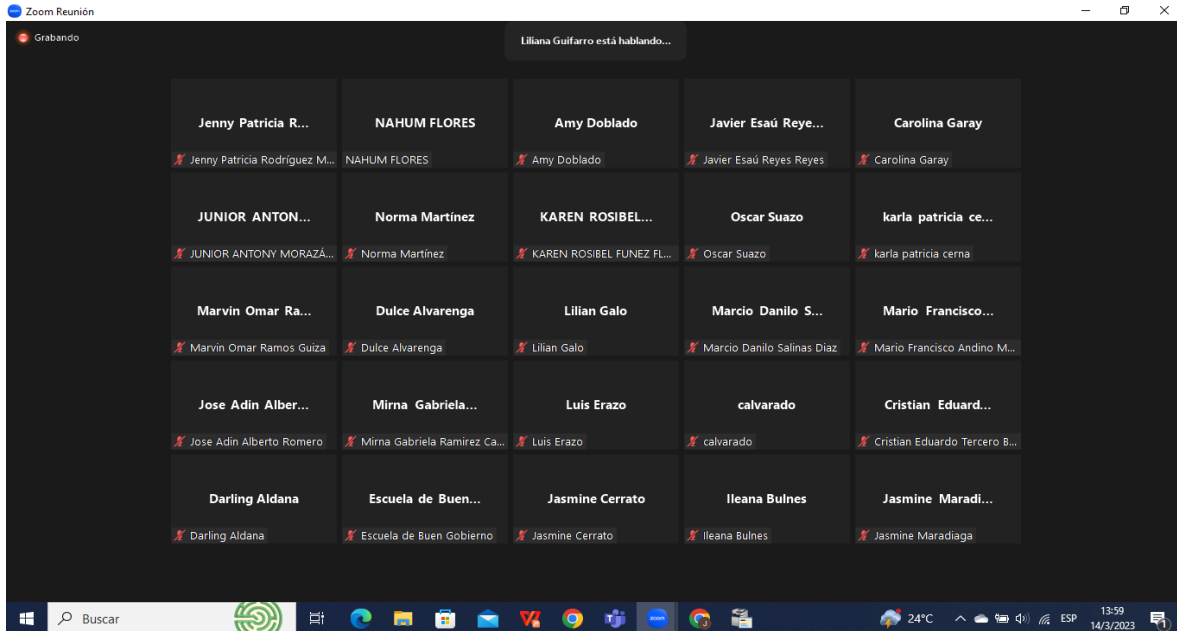 Zoom Reunión
Grabando
Liliana Guifarro está hablando...
Jenny Patricia R... NAHUM FLORES Amy Doblado Javier Esaú Reye... Carolina Garay
Jenny Patricia Rodríguez M... NAHUM FLORES Amy Doblado Javier Esaú Reyes Reyes Carolina Garay
JUNIOR ANTON... Norma Martínez KAREN ROSIBEL... Oscar Suazo karla patricia ce...
JUNIOR ANTONY MORAZÁ... Norma Martínez KAREN ROSIBEL FUNEZ FL... Oscar Suazo karla patricia cerna
Marvin Omar Ra... Dulce Alvarenga Lilian Galo Marcio Danilo S... Mario Francisco...
Marvin Omar Ramos Guiza Dulce Alvarenga Lilian Galo Marcio Danilo Salinas Diaz Mario Francisco Andino M...
Jose Adin Alber... Mirna Gabriela... Luis Erazo calvarado Cristian Eduard...
Jose Adin Alberto Romero Mirna Gabriela Ramirez Ca... Luis Erazo calvarado Cristian Eduardo Tercero B...
Darling Aldana Escuela de Buen... Jasmine Cerrato Ileana Bulnes Jasmine Maradi...
Darling Aldana Escuela de Buen Gobierno Jasmine Cerrato Ileana Bulnes Jasmine Maradiaga
Buscar zoom 24°C ESP 13:59
14/3/2023